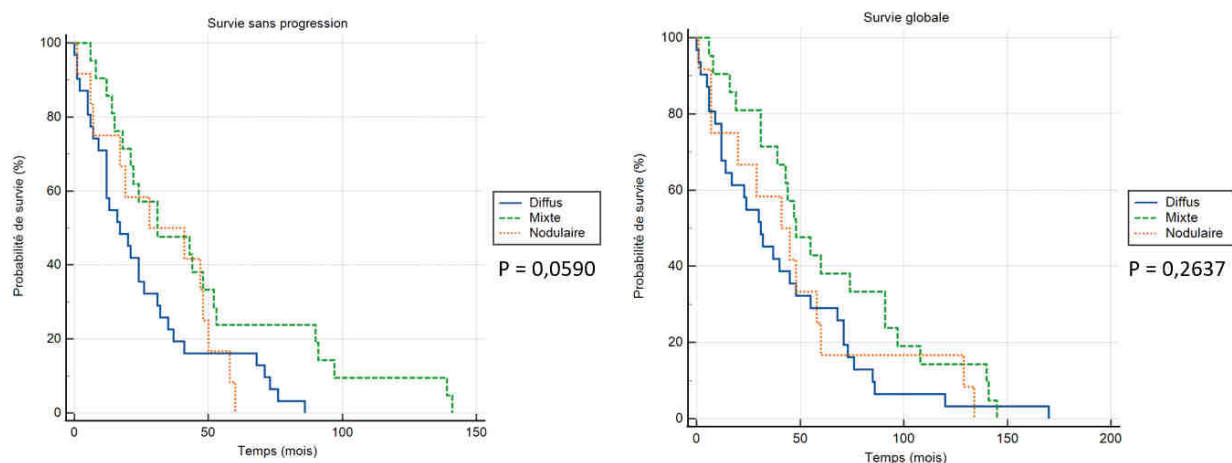 Survie sans progression
Probabilité de survie (%)
100
80
60
40
20
0
0
50
100
150
Temps (mois)
Diffus
Mixte
Nodulaire
P = 0,0590
Survie globale
Probabilité de survie (%)
100
80
60
40
20
0
0
50
100
150
200
Temps (mois)
Diffus
Mixte
Nodulaire
P = 0,2637